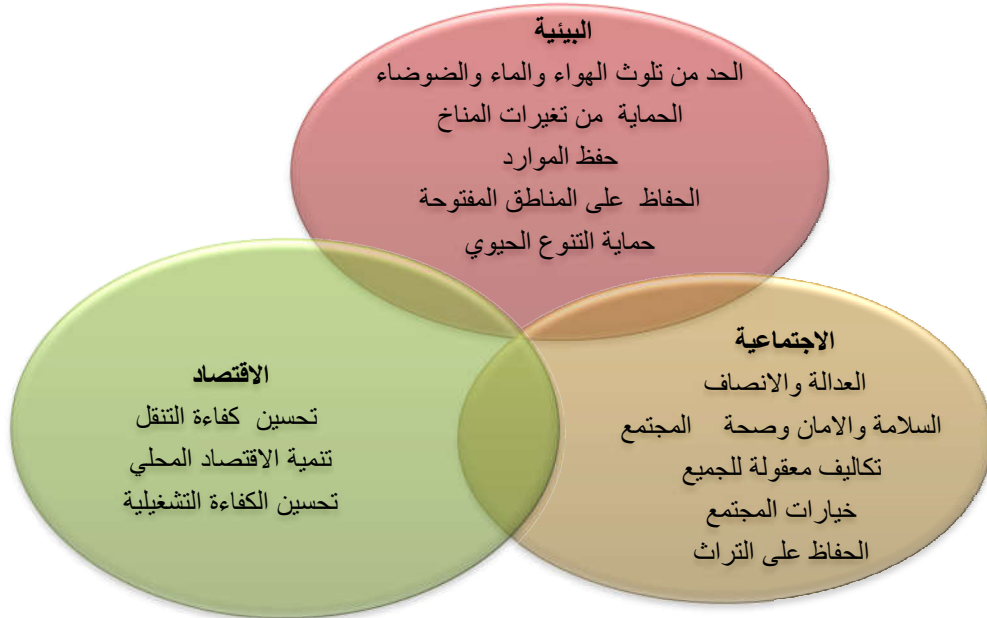 البيئية
الحد من تلوث الهواء والماء والضوضاء
الحماية من تغيرات المناخ
حفظ الموارد
الحفاظ على المناطق المفتوحة
حماية التنوع الحيوي
الاجتماعية
العدالة والانصاف
السلامة والامان وصحة المجتمع
تكاليف معقولة للجميع
خيارات المجتمع
الحفاظ على التراث
الاقتصاد
تحسين كفاءة التنقل
تنمية الاقتصاد المحلي
تحسين الكفاءة التشغيلية